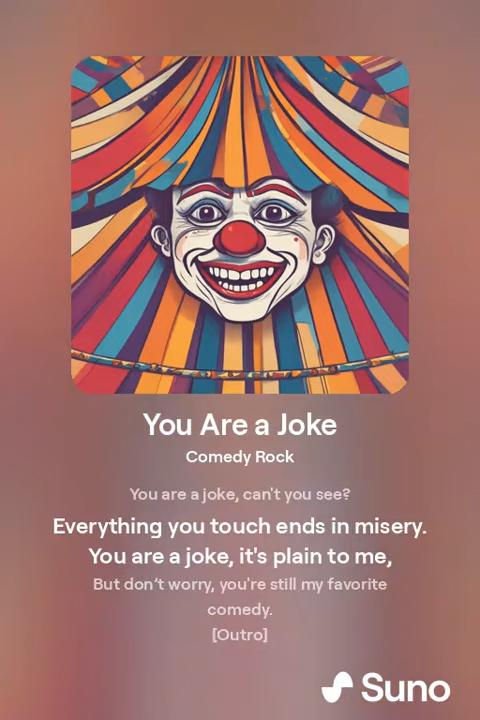 You Are a Joke
Comedy Rock
You are a joke, can't you see?
Everything you touch ends in misery.
You are a joke, it's plain to me,
But don’t worry, you're still my favorite
comedy.
[Outro]
Suno